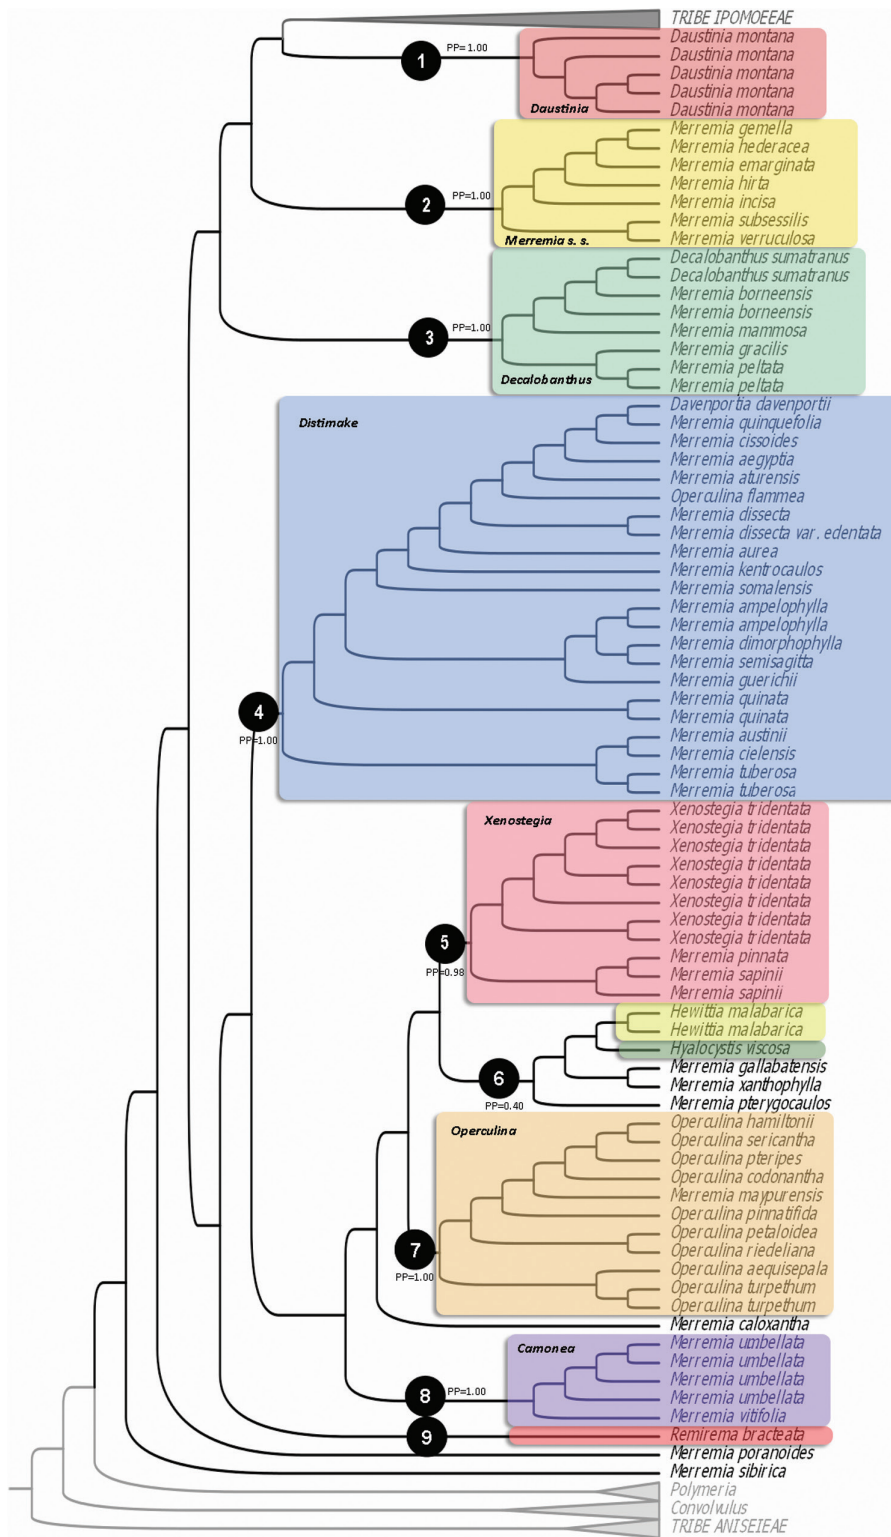 TRIBE IPOMOEEAE
PP= 1.00
1
Daustinia montana
Daustinia montana
Daustinia montana
Daustinia montana
Daustinia montana
Daustinia
Merremia gemella
Merremia hederacea
Merremia emarginata
Merremia hirta
PP=1.00
2
Merremia incisa
Merremia subsessilis
Merremia verruculosa
Merremia s. s.
Decalobanthus sumatranus
Decalobanthus sumatranus
Merremia borneensis
Merremia borneensis
PP=1.00
3
Merremia mammosa
Merremia gracilis
Merremia peltata
Merremia peltata
Decalobanthus
Distimake
Davenportia davenportii
Merremia quinquefolia
Merremia cissoides
Merremia aegyptia
Merremia aturensis
Operculina flammea
Merremia dissecta
Merremia dissecta var. edentata
Merremia aurea
Merremia kentrocaulos
Merremia somalensis
Merremia ampelophylla
Merremia ampelophylla
Merremia dimorphophylla
Merremia semisagitta
Merremia guerichii
Merremia quinata
Merremia quinata
4
PP=1.00
Merremia austinii
Merremia cielensis
Merremia tuberosa
Merremia tuberosa
Xenostegia
Xenostegia tridentata
Xenostegia tridentata
Xenostegia tridentata
Xenostegia tridentata
Xenostegia tridentata
Xenostegia tridentata
Xenostegia tridentata
Xenostegia tridentata
5
PP=0.98
Merremia pinnata
Merremia sapinii
Merremia sapinii
Hewittia malabarica
Hewittia malabarica
Hyalocystis viscosa
Merremia gallabatensis
6
Merremia xanthophylla
PP=0.40
Merremia pterygocaulos
Operculina
Operculina hamiltonii
Operculina sericantha
Operculina pteripes
Operculina codonantha
Merremia maypurensis
Operculina pinnatifida
Operculina petaloidea
Operculina riedeliana
7
PP=1.00
Operculina aequisepala
Operculina turpethum
Operculina turpethum
Merremia caloxantha
Camonea
Merremia umbellata
Merremia umbellata
Merremia umbellata
Merremia umbellata
PP=1.00
8
Merremia vitifolia
9
Remirema bracteata
Merremia poranoides
Merremia sibirica
Polymeria
Convolvulus
TRIBE ANISEIEAE